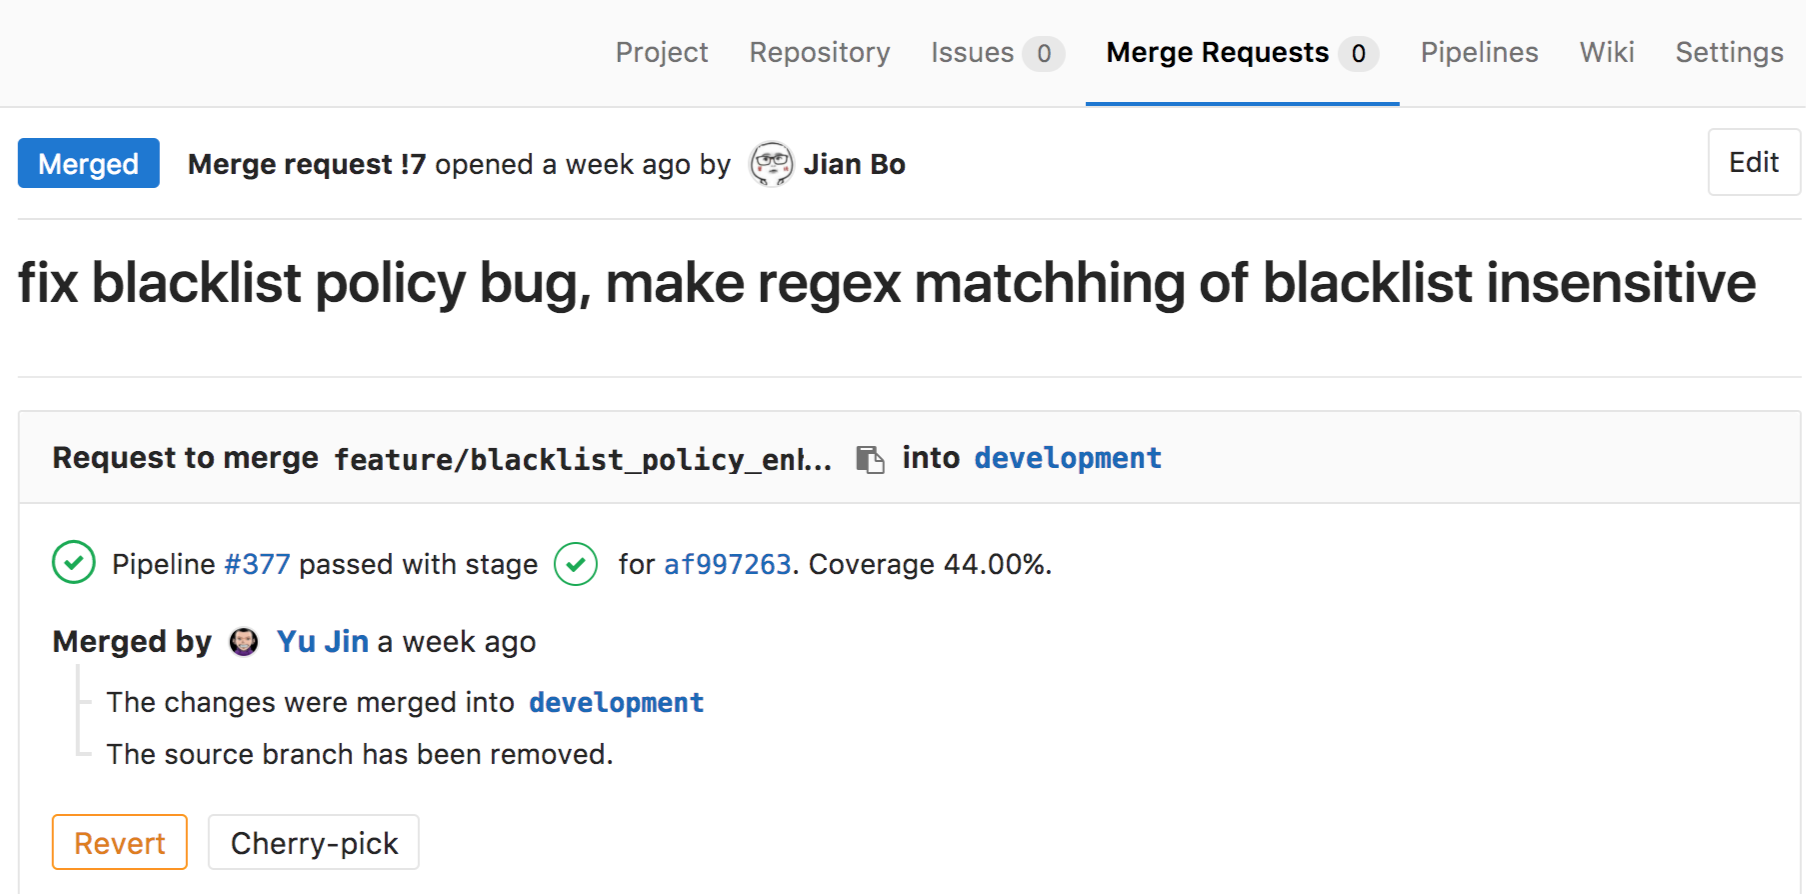 Project Repository Issues 0 Merge Requests 0 Pipelines Wiki Settings
Merged Merge request !7 opened a week ago by Jian Bo Edit
fix blacklist policy bug, make regex matchhing of blacklist insensitive
Request to merge feature/blacklist_policy_enh... into development
Pipeline #377 passed with stage for af997263. Coverage 44.00%.
Merged by Yu Jin a week ago
The changes were merged into development
The source branch has been removed.
Revert Cherry-pick